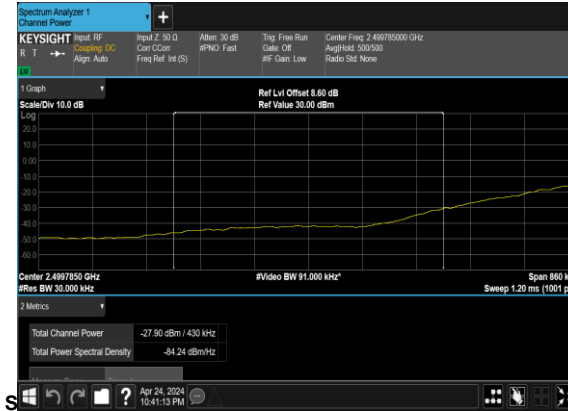 Spectrum Analyzer 1
Channel Power
KEYSIGHT Input: RF Input Z: 50 Ω Atten: 30 dB Trig: Free Run Center Freq: 2.499785000 GHz
R T Coupling: DC Corr CCorr #PNO: Fast Gate: Off Avg|Hold: 500/500
Align: Auto Freq Ref: Int (S) #IF Gain: Low Radio Std: None
1 Graph Ref Lvl Offset 8.60 dB
Scale/Div 10.0 dB Ref Value 30.00 dBm
Log
20.0
10.0
0.00
-10.0
-20.0
-30.0
-40.0
-50.0
-60.0
Center 2.4997850 GHz #Video BW 91.000 kHz* Span 860 k
#Res BW 30.000 kHz Sweep 1.20 ms (1001 p
2 Metrics
Total Channel Power -27.90 dBm / 430 kHz
Total Power Spectral Density -84.24 dBm/Hz
S ? Apr 24, 2024
10:41:13 PM